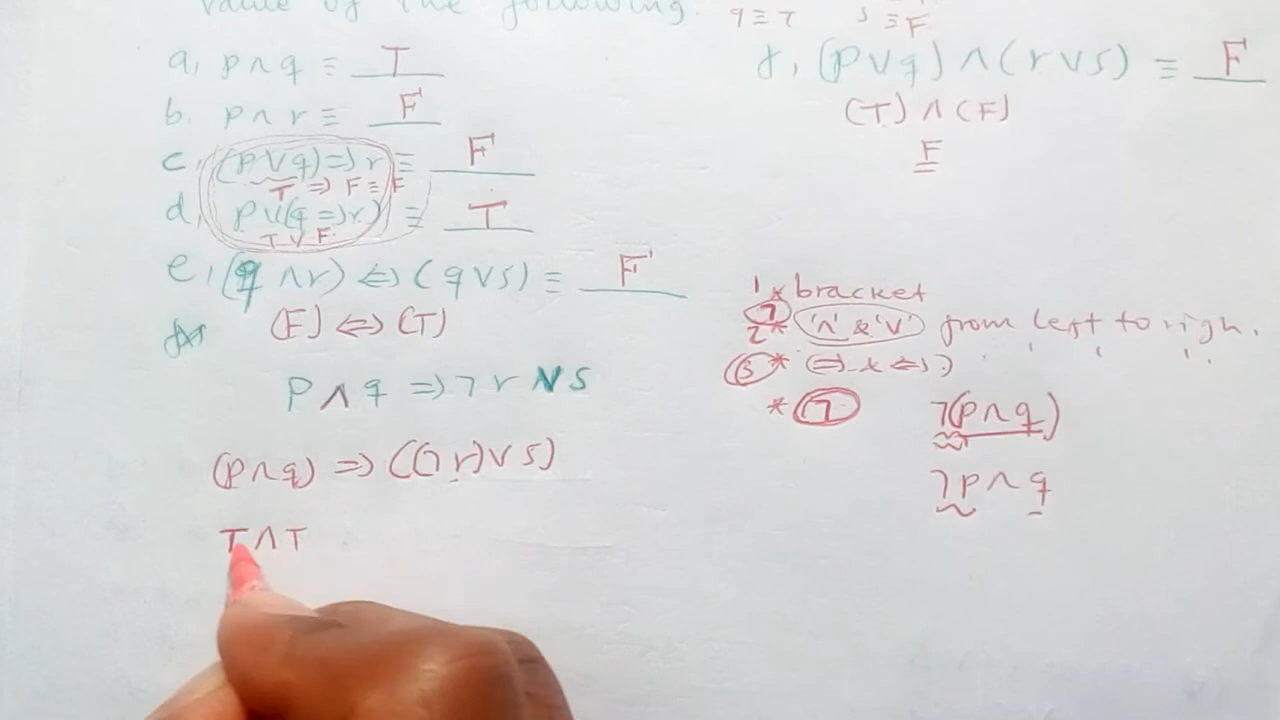 value of the following.
q ≡ T s ≡ F
a, p ∧ q ≡ T
b. p ∧ r ≡ F
c, (p ∨ q) ⇒ r ≡ F
T ⇒ F ≡ F
d, p ∨ (q ⇒ r) ≡ T
T ∨ F
e, (q ∧ r) ⇔ (q ∨ s) ≡ F
(F) ⇔ (T)
p ∧ q ⇒ ¬ r ∨ s
(p ∧ q) ⇒ ((¬ r) ∨ s)
T ∧ T
f, (p ∨ q) ∧ (r ∨ s) ≡ F
(T) ∧ (F)
F
1 * bracket
¬
2 * '∧' & '∨' from left to righ.
3 * (⇒ & ⇔) " " " "
* ¬
¬(p ∧ q)
¬p ∧ q